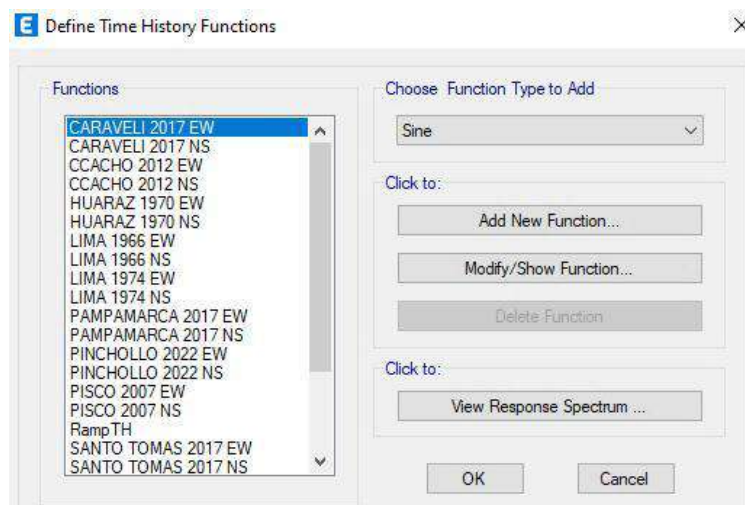 E Define Time History Functions
Functions
CARAVELI 2017 EW
CARAVELI 2017 NS
CCACHO 2012 EW
CCACHO 2012 NS
HUARAZ 1970 EW
HUARAZ 1970 NS
LIMA 1966 EW
LIMA 1966 NS
LIMA 1974 EW
LIMA 1974 NS
PAMPAMARCA 2017 EW
PAMPAMARCA 2017 NS
PINCHOLLO 2022 EW
PINCHOLLO 2022 NS
PISCO 2007 EW
PISCO 2007 NS
RampTH
SANTO TOMAS 2017 EW
SANTO TOMAS 2017 NS
Choose Function Type to Add
Sine
Click to:
Add New Function...
Modify/Show Function...
Delete Function
Click to:
View Response Spectrum ...
OK
Cancel